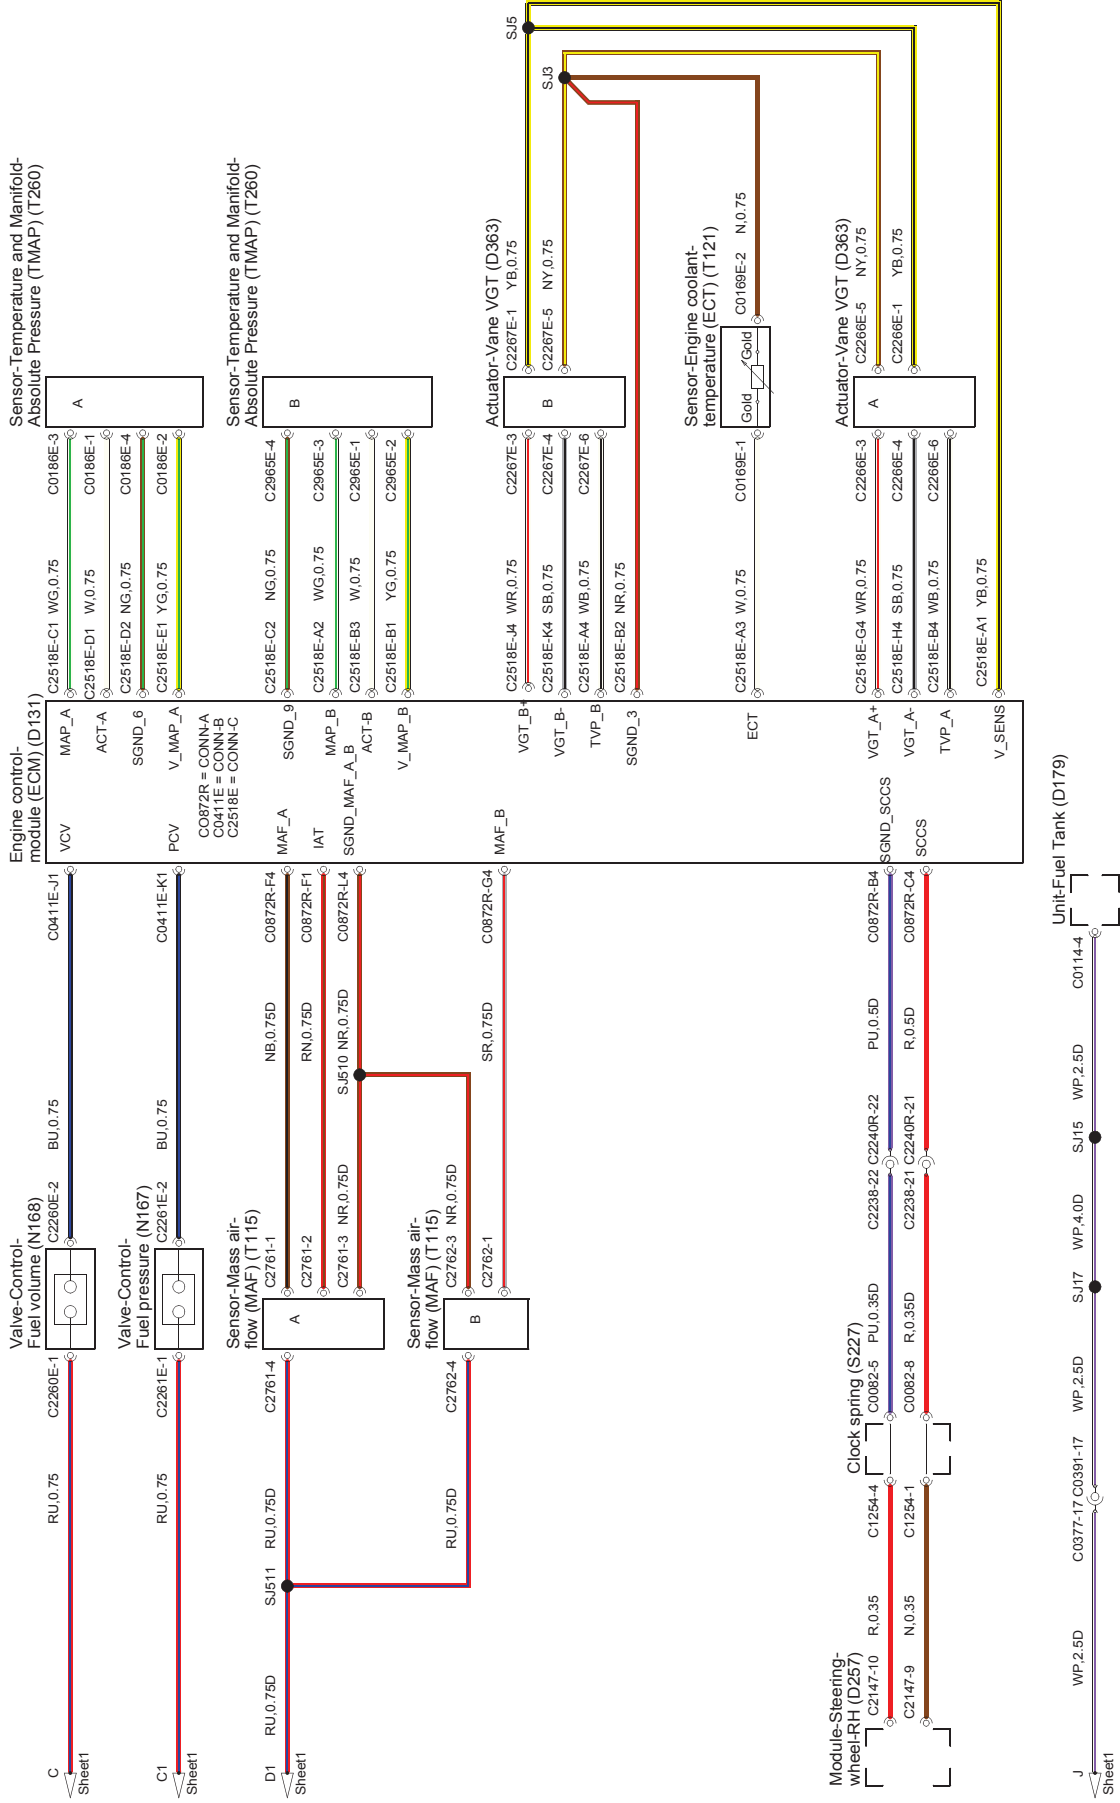 Sensor-Temperature and Manifold-
Absolute Pressure (TMAP) (T260)
A
C0186E-3
C0186E-1
C0186E-4
C0186E-2
WG,0.75
W,0.75
NG,0.75
YG,0.75
C2518E-C1
C2518E-D1
C2518E-D2
C2518E-E1
Sensor-Temperature and Manifold-
Absolute Pressure (TMAP) (T260)
B
C2965E-4
C2965E-3
C2965E-1
C2965E-2
NG,0.75
WG,0.75
W,0.75
YG,0.75
C2518E-C2
C2518E-A2
C2518E-B3
C2518E-B1
SJ5
SJ3
Actuator-Vane VGT (D363)
C2267E-1 YB,0.75
C2267E-5 NY,0.75
B
C2267E-3
C2267E-4
C2267E-6
WR,0.75
SB,0.75
WB,0.75
NR,0.75
C2518E-J4
C2518E-K4
C2518E-A4
C2518E-B2
Sensor-Engine coolant-
temperature (ECT) (T121)
C0169E-2 N,0.75
Gold
Gold
C0169E-1
C2518E-A3 W,0.75
Actuator-Vane VGT (D363)
C2266E-5 NY,0.75
C2266E-1 YB,0.75
A
C2266E-3
C2266E-4
C2266E-6
WR,0.75
SB,0.75
WB,0.75
C2518E-G4
C2518E-H4
C2518E-B4
C2518E-A1 YB,0.75
Engine control-
module (ECM) (D131)
MAP_A
ACT-A
SGND_6
V_MAP_A
SGND_9
MAP_B
ACT-B
V_MAP_B
VGT_B+
VGT_B-
TVP_B
SGND_3
ECT
VGT_A+
VGT_A-
TVP_A
V_SENS
VCV
PCV
CO872R = CONN-A
C0411E = CONN-B
C2518E = CONN-C
MAF_A
IAT
SGND_MAF_A_B
MAF_B
SGND_SCCS
SCCS
C0411E-J1
C0411E-K1
C0872R-F4
C0872R-F1
C0872R-L4
C0872R-G4
C0872R-B4
C0872R-C4
BU,0.75
BU,0.75
NB,0.75D
RN,0.75D
SJ510 NR,0.75D
SR,0.75D
PU,0.5D
R,0.5D
Valve-Control-
Fuel volume (N168)
C2260E-2
C2260E-1
RU,0.75
C
Sheet1
Valve-Control-
Fuel pressure (N167)
C2261E-2
C2261E-1
RU,0.75
C1
Sheet1
Sensor-Mass air-
flow (MAF) (T115)
C2761-1
C2761-2
C2761-3 NR,0.75D
A
C2761-4
RU,0.75D
SJ511
RU,0.75D
D1
Sheet1
Sensor-Mass air-
flow (MAF) (T115)
C2762-3 NR,0.75D
C2762-1
B
C2762-4
RU,0.75D
C2238-22 C2240R-22
C2238-21 C2240R-21
Clock spring (S227)
C0082-5 PU,0.35D
C0082-8 R,0.35D
C1254-4
C1254-1
R,0.35
N,0.35
Module-Steering-
wheel-RH (D257)
C2147-10
C2147-9
Unit-Fuel Tank (D179)
C0114-4
WP,2.5D
SJ15
WP,4.0D
SJ17
WP,2.5D
C0377-17 C0391-17
WP,2.5D
J
Sheet1